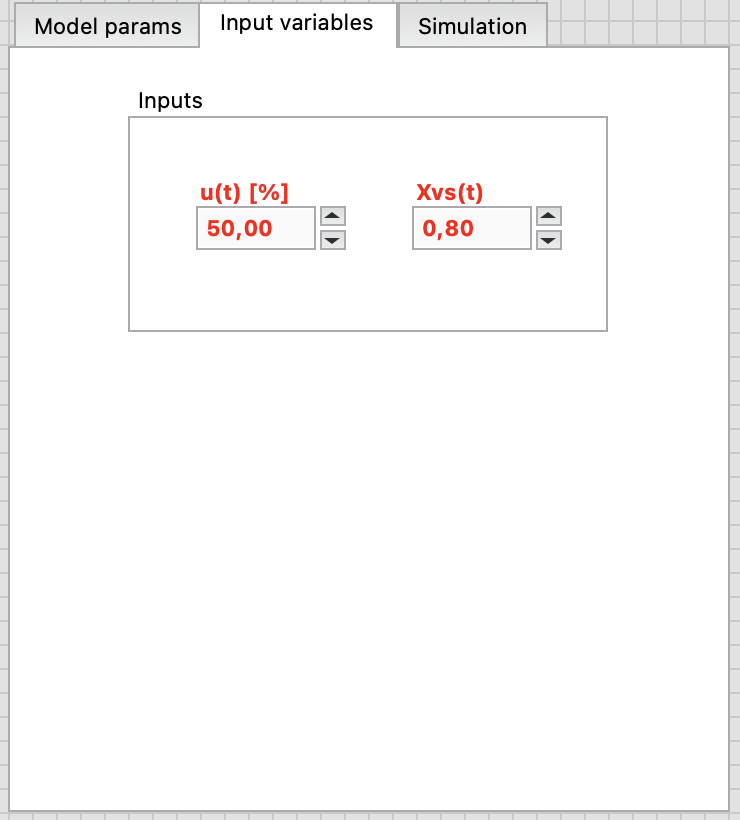 Model params
Input variables
Simulation
Inputs
u(t) [%]
Xvs(t)
50,00
0,80